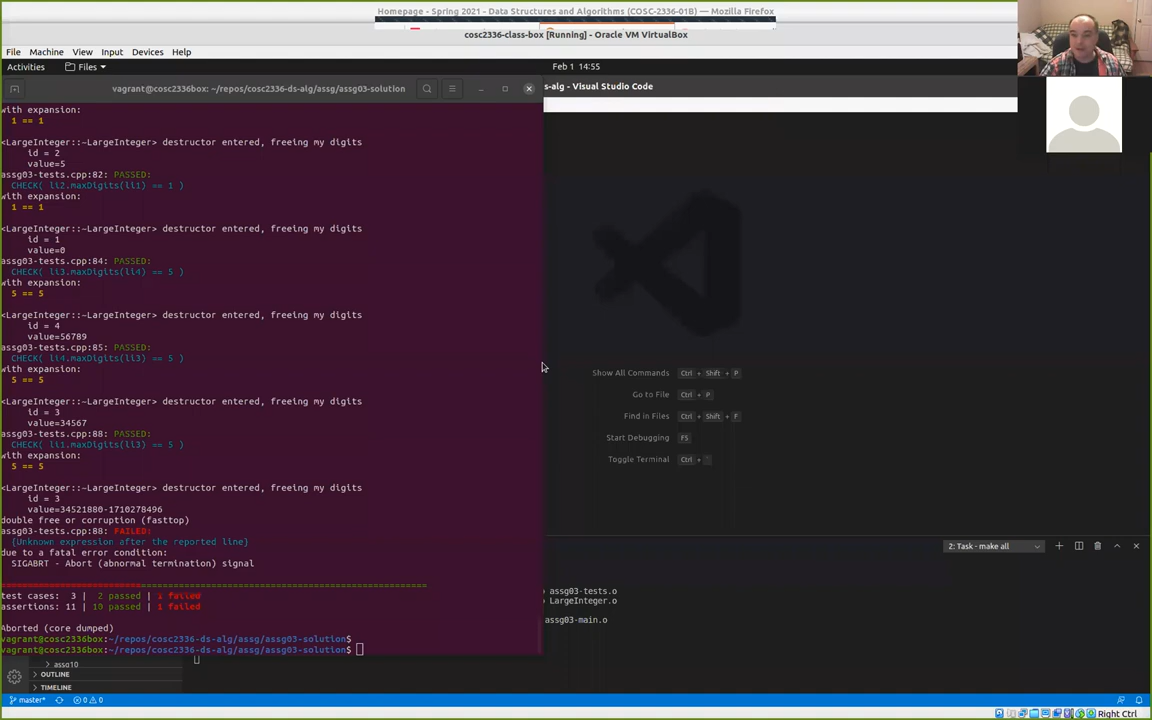 Homepage - Spring 2021 - Data Structures and Algorithms (COSC-2336-01B) — Mozilla Firefox
cosc2336-class-box [Running] - Oracle VM VirtualBox
File Machine View Input Devices Help
Activities Files Feb 1 14:55
vagrant@cosc2336box: ~/repos/cosc2336-ds-alg/assg/assg03-solution
s-alg - Visual Studio Code
with expansion:
1 == 1
<LargeInteger::~LargeInteger> destructor entered, freeing my digits
id = 2
value=5
assg03-tests.cpp:82: PASSED:
CHECK( li2.maxDigits(li1) == 1 )
with expansion:
1 == 1
<LargeInteger::~LargeInteger> destructor entered, freeing my digits
id = 1
value=0
assg03-tests.cpp:84: PASSED:
CHECK( li3.maxDigits(li4) == 5 )
with expansion:
5 == 5
<LargeInteger::~LargeInteger> destructor entered, freeing my digits
id = 4
value=56789
assg03-tests.cpp:85: PASSED:
CHECK( li4.maxDigits(li3) == 5 )
with expansion:
5 == 5
<LargeInteger::~LargeInteger> destructor entered, freeing my digits
id = 3
value=34567
assg03-tests.cpp:88: PASSED:
CHECK( li1.maxDigits(li3) == 5 )
with expansion:
5 == 5
<LargeInteger::~LargeInteger> destructor entered, freeing my digits
id = 3
value=34521880-1710278496
double free or corruption (fasttop)
assg03-tests.cpp:88: FAILED:
{Unknown expression after the reported line}
due to a fatal error condition:
SIGABRT - Abort (abnormal termination) signal
test cases: 3 | 2 passed | 1 failed
assertions: 11 | 10 passed | 1 failed
Aborted (core dumped)
vagrant@cosc2336box:~/repos/cosc2336-ds-alg/assg/assg03-solution$
vagrant@cosc2336box:~/repos/cosc2336-ds-alg/assg/assg03-solution$
Show All Commands Ctrl + Shift + P
Go to File Ctrl + P
Find in Files Ctrl + Shift + F
Start Debugging F5
Toggle Terminal Ctrl + `
2: Task - make all
assg03-tests.o
LargeInteger.o
assg03-main.o
assg10
OUTLINE
TIMELINE
master* 0 0
Right Ctrl